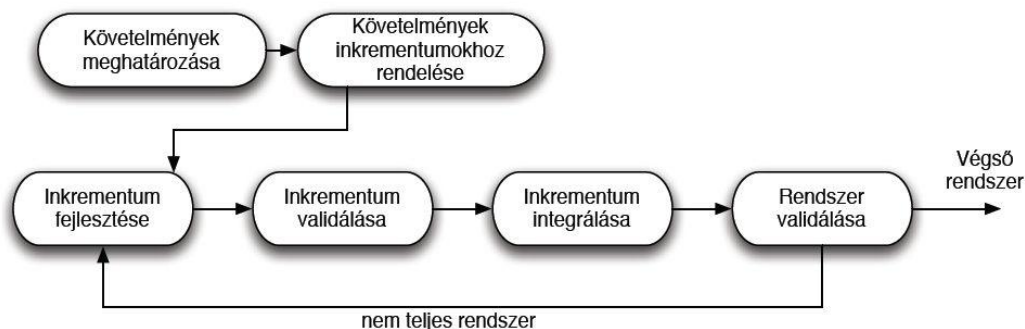 Követelmények
meghatározása
Követelmények
inkrementumokhoz
rendelése
Inkrementum
fejlesztése
Inkrementum
validálása
Inkrementum
integrálása
Rendszer
validálása
Végső
rendszer
nem teljes rendszer